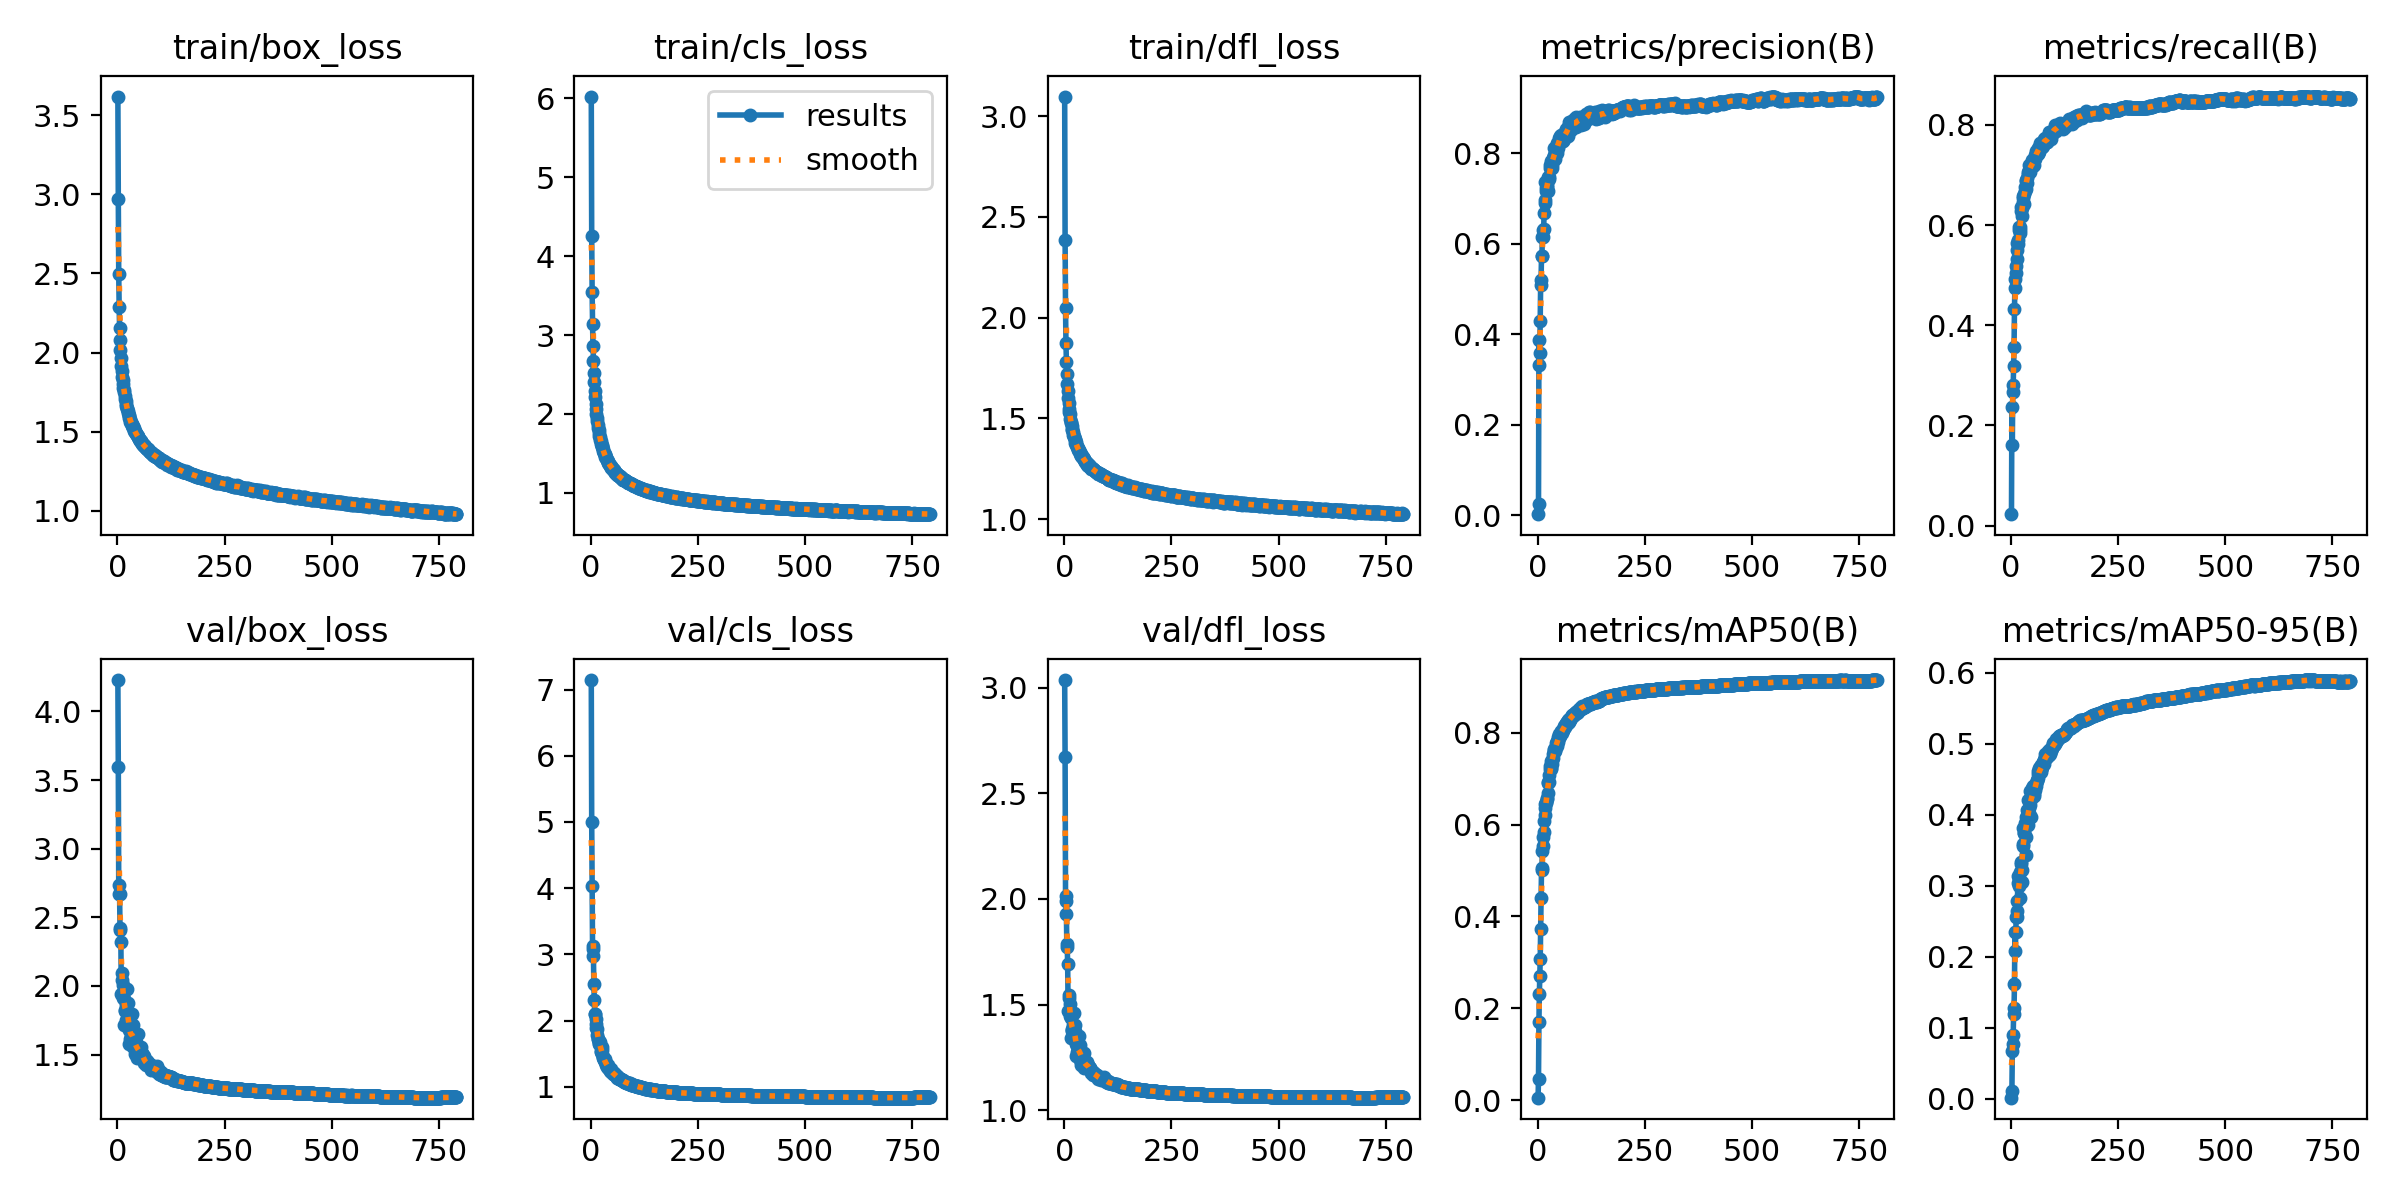 train/box_loss
3.5
3.0
2.5
2.0
1.5
1.0
0 250 500 750
train/cls_loss
results
smooth
6
5
4
3
2
1
0 250 500 750
train/dfl_loss
3.0
2.5
2.0
1.5
1.0
0 250 500 750
metrics/precision(B)
0.8
0.6
0.4
0.2
0.0
0 250 500 750
metrics/recall(B)
0.8
0.6
0.4
0.2
0.0
0 250 500 750
val/box_loss
4.0
3.5
3.0
2.5
2.0
1.5
0 250 500 750
val/cls_loss
7
6
5
4
3
2
1
0 250 500 750
val/dfl_loss
3.0
2.5
2.0
1.5
1.0
0 250 500 750
metrics/mAP50(B)
0.8
0.6
0.4
0.2
0.0
0 250 500 750
metrics/mAP50-95(B)
0.6
0.5
0.4
0.3
0.2
0.1
0.0
0 250 500 750